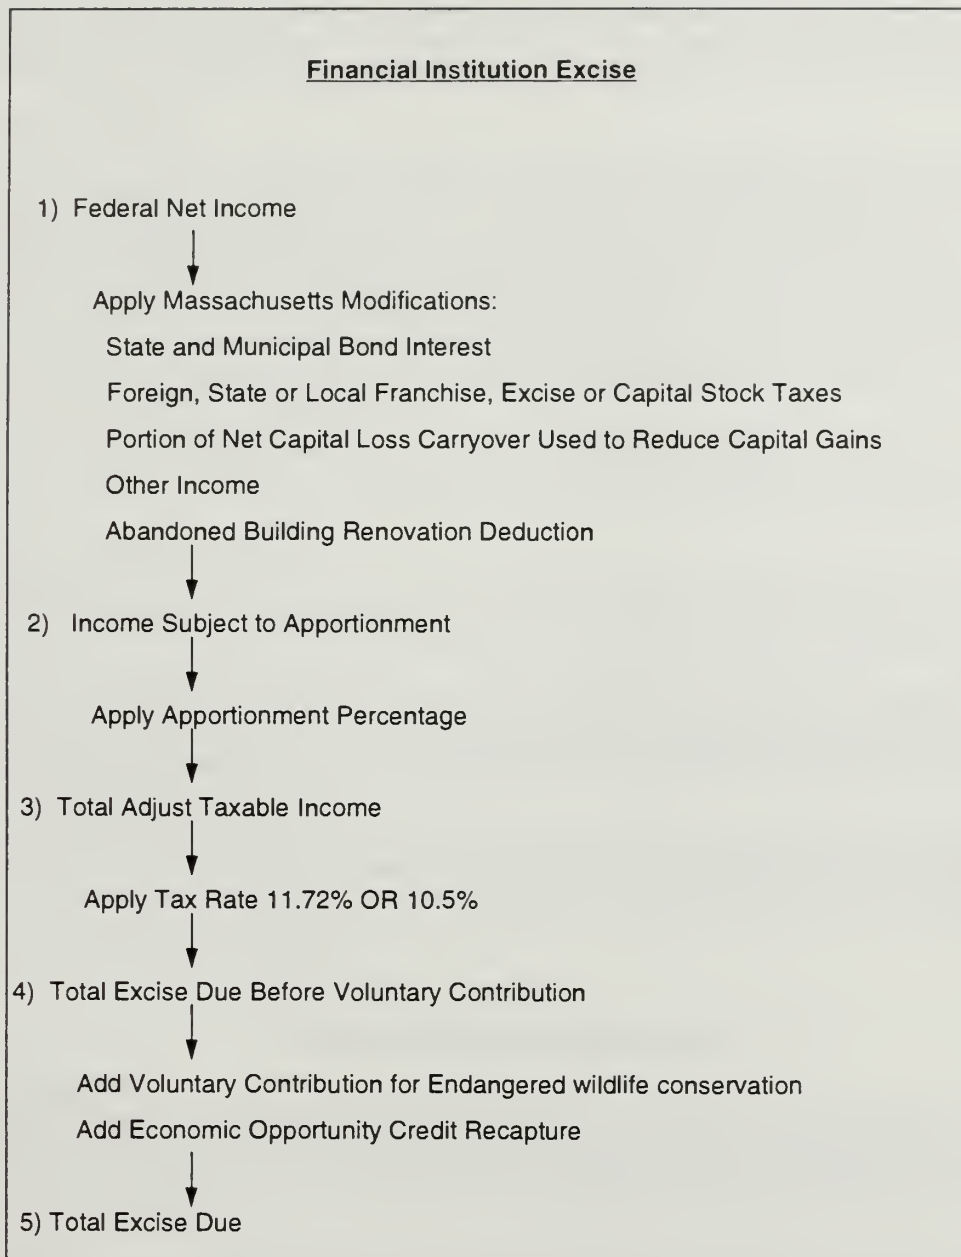 Financial Institution Excise
1) Federal Net Income
Apply Massachusetts Modifications:
State and Municipal Bond Interest
Foreign, State or Local Franchise, Excise or Capital Stock Taxes
Portion of Net Capital Loss Carryover Used to Reduce Capital Gains
Other Income
Abandoned Building Renovation Deduction
2) Income Subject to Apportionment
Apply Apportionment Percentage
3) Total Adjust Taxable Income
Apply Tax Rate 11.72% OR 10.5%
4) Total Excise Due Before Voluntary Contribution
Add Voluntary Contribution for Endangered wildlife conservation
Add Economic Opportunity Credit Recapture
5) Total Excise Due